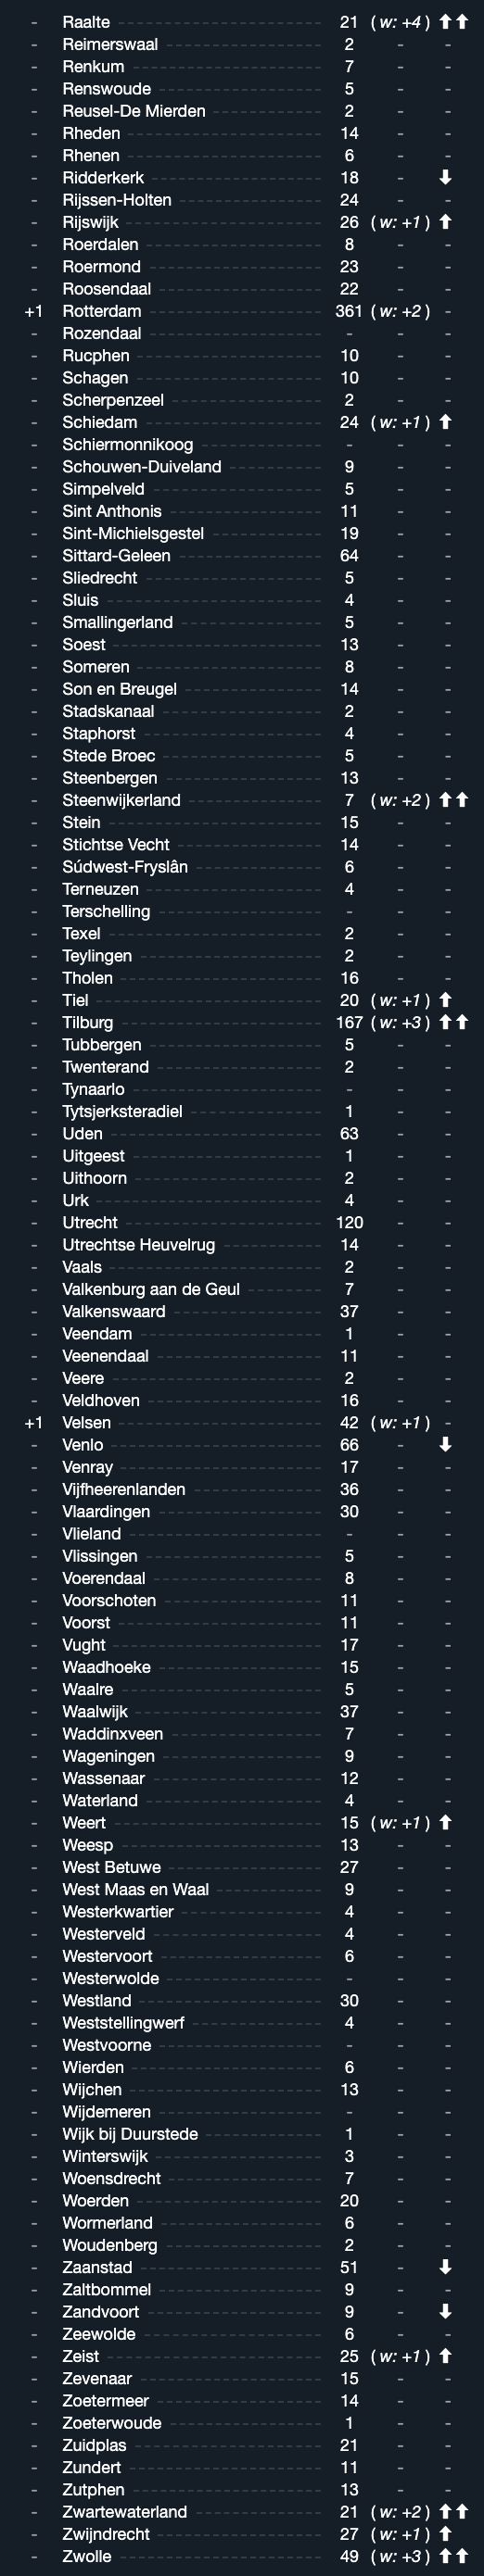 - Raalte 21 ( w: +4 ) ⬆⬆
- Reimerswaal 2 - -
- Renkum 7 - -
- Renswoude 5 - -
- Reusel-De Mierden 2 - -
- Rheden 14 - -
- Rhenen 6 - -
- Ridderkerk 18 - ⬇
- Rijssen-Holten 24 - -
- Rijswijk 26 ( w: +1 ) ⬆
- Roerdalen 8 - -
- Roermond 23 - -
- Roosendaal 22 - -
+1 Rotterdam 361 ( w: +2 ) -
- Rozendaal - - -
- Rucphen 10 - -
- Schagen 10 - -
- Scherpenzeel 2 - -
- Schiedam 24 ( w: +1 ) ⬆
- Schiermonnikoog - - -
- Schouwen-Duiveland 9 - -
- Simpelveld 5 - -
- Sint Anthonis 11 - -
- Sint-Michielsgestel 19 - -
- Sittard-Geleen 64 - -
- Sliedrecht 5 - -
- Sluis 4 - -
- Smallingerland 5 - -
- Soest 13 - -
- Someren 8 - -
- Son en Breugel 14 - -
- Stadskanaal 2 - -
- Staphorst 4 - -
- Stede Broec 5 - -
- Steenbergen 13 - -
- Steenwijkerland 7 ( w: +2 ) ⬆⬆
- Stein 15 - -
- Stichtse Vecht 14 - -
- Súdwest-Fryslân 6 - -
- Terneuzen 4 - -
- Terschelling - - -
- Texel 2 - -
- Teylingen 2 - -
- Tholen 16 - -
- Tiel 20 ( w: +1 ) ⬆
- Tilburg 167 ( w: +3 ) ⬆⬆
- Tubbergen 5 - -
- Twenterand 2 - -
- Tynaarlo - - -
- Tytsjerksteradiel 1 - -
- Uden 63 - -
- Uitgeest 1 - -
- Uithoorn 2 - -
- Urk 4 - -
- Utrecht 120 - -
- Utrechtse Heuvelrug 14 - -
- Vaals 2 - -
- Valkenburg aan de Geul 7 - -
- Valkenswaard 37 - -
- Veendam 1 - -
- Veenendaal 11 - -
- Veere 2 - -
- Veldhoven 16 - -
+1 Velsen 42 ( w: +1 ) -
- Venlo 66 - ⬇
- Venray 17 - -
- Vijfheerenlanden 36 - -
- Vlaardingen 30 - -
- Vlieland - - -
- Vlissingen 5 - -
- Voerendaal 8 - -
- Voorschoten 11 - -
- Voorst 11 - -
- Vught 17 - -
- Waadhoeke 15 - -
- Waalre 5 - -
- Waalwijk 37 - -
- Waddinxveen 7 - -
- Wageningen 9 - -
- Wassenaar 12 - -
- Waterland 4 - -
- Weert 15 ( w: +1 ) ⬆
- Weesp 13 - -
- West Betuwe 27 - -
- West Maas en Waal 9 - -
- Westerkwartier 4 - -
- Westerveld 4 - -
- Westervoort 6 - -
- Westerwolde - - -
- Westland 30 - -
- Weststellingwerf 4 - -
- Westvoorne - - -
- Wierden 6 - -
- Wijchen 13 - -
- Wijdemeren - - -
- Wijk bij Duurstede 1 - -
- Winterswijk 3 - -
- Woensdrecht 7 - -
- Woerden 20 - -
- Wormerland 6 - -
- Woudenberg 2 - -
- Zaanstad 51 - ⬇
- Zaltbommel 9 - -
- Zandvoort 9 - ⬇
- Zeewolde 6 - -
- Zeist 25 ( w: +1 ) ⬆
- Zevenaar 15 - -
- Zoetermeer 14 - -
- Zoeterwoude 1 - -
- Zuidplas 21 - -
- Zundert 11 - -
- Zutphen 13 - -
- Zwartewaterland 21 ( w: +2 ) ⬆⬆
- Zwijndrecht 27 ( w: +1 ) ⬆
- Zwolle 49 ( w: +3 ) ⬆⬆